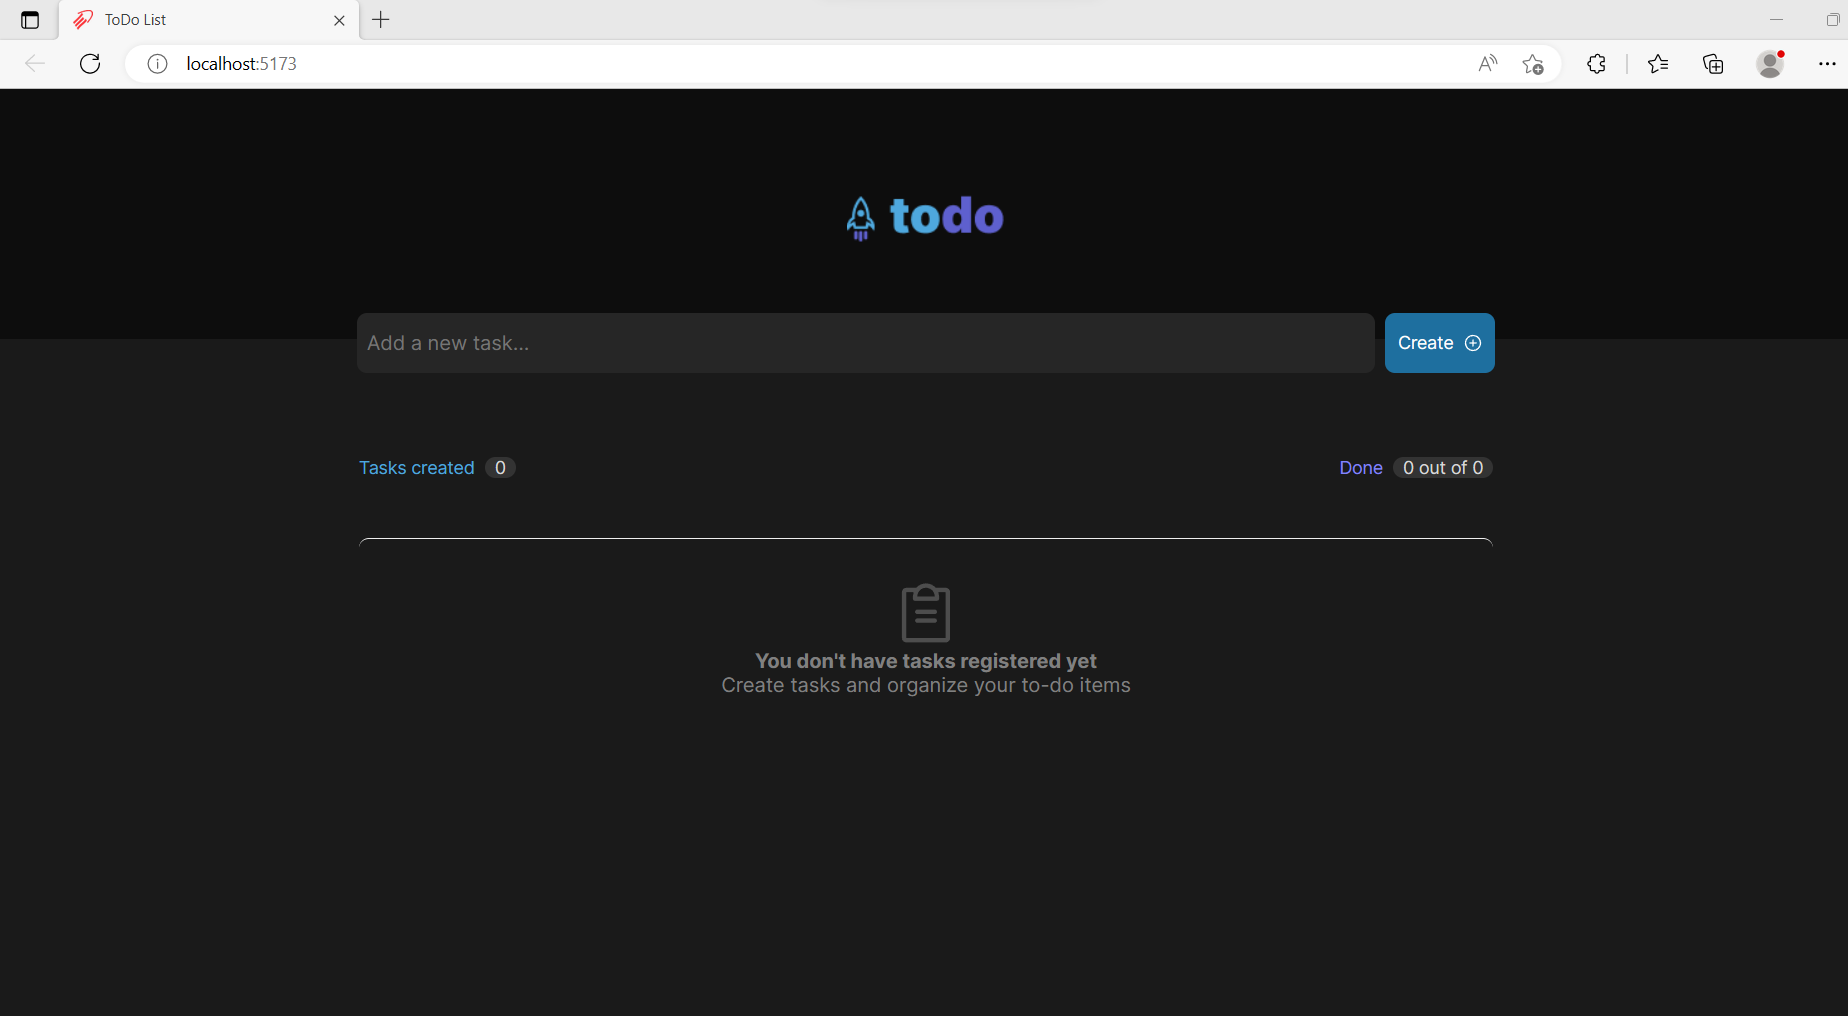 ToDo List
localhost:5173
todo
Add a new task...
Create
Tasks created 0
Done 0 out of 0
You don't have tasks registered yet
Create tasks and organize your to-do items